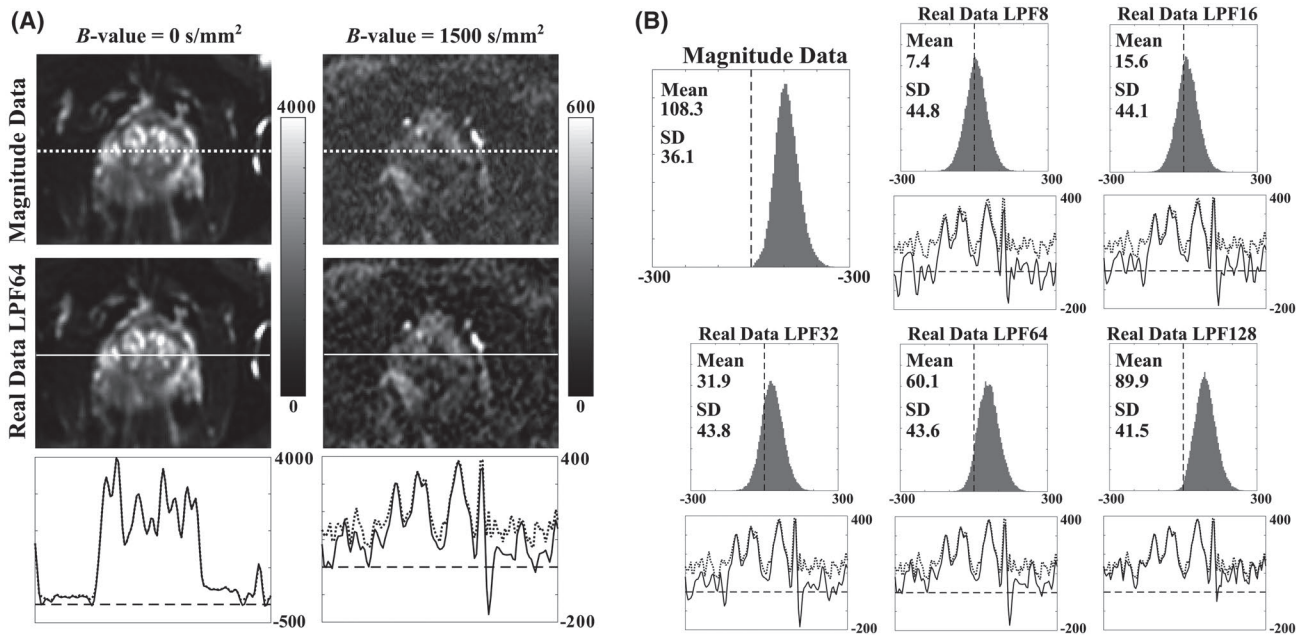 (A)
B-value = 0 s/mm²
B-value = 1500 s/mm²
Magnitude Data
4000
0
600
0
Real Data LPF64
4000
-500
400
-200
(B)
Magnitude Data
Mean
108.3
SD
36.1
-300
-300
Real Data LPF8
Mean
7.4
SD
44.8
-300
300
400
-200
Real Data LPF16
Mean
15.6
SD
44.1
-300
300
400
-200
Real Data LPF32
Mean
31.9
SD
43.8
-300
300
400
-200
Real Data LPF64
Mean
60.1
SD
43.6
-300
300
400
-200
Real Data LPF128
Mean
89.9
SD
41.5
-300
300
400
-200